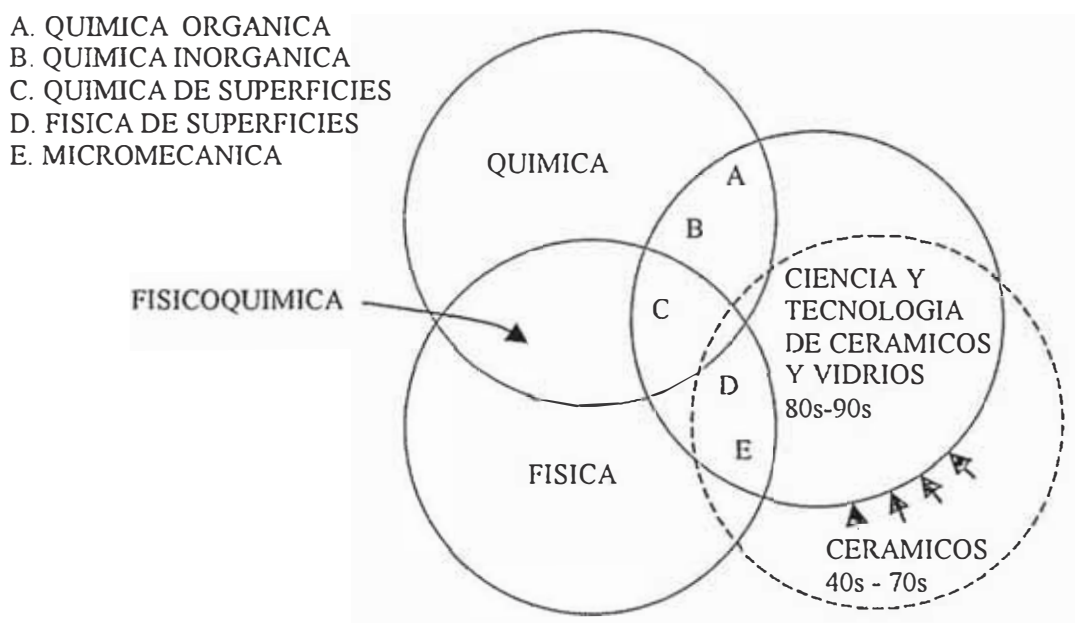 A. QUIMICA ORGANICA
B. QUIMICA INORGANICA
C. QUIMICA DE SUPERFICIES
D. FISICA DE SUPERFICIES
E. MICROMECANICA
QUIMICA
A
B
FISICOQUIMICA
C
CIENCIA Y
TECNOLOGIA
DE CERAMICOS
Y VIDRIOS
80s-90s
D
E
FISICA
CERAMICOS
40s - 70s